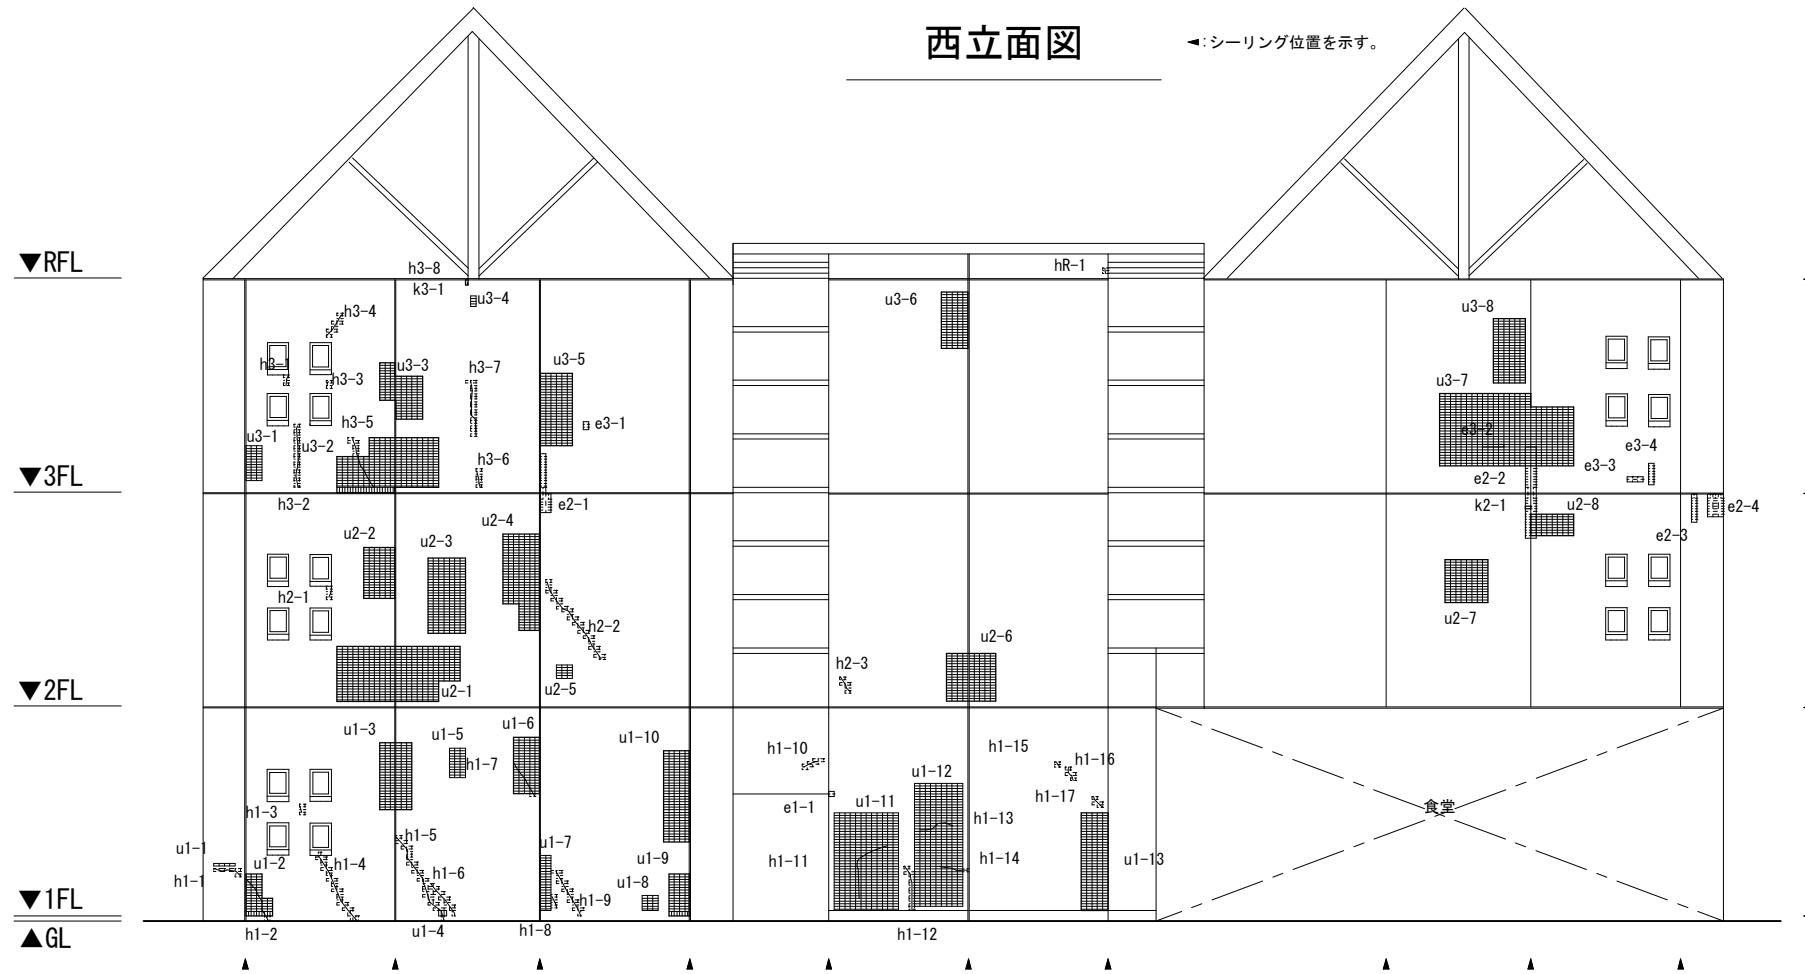 西立面図
◄:シーリング位置を示す。
▼RFL
h3-8
k3-1
u3-4
hR-1
u3-6
u3-8
h3-4
h3-1
h3-3
u3-3
h3-7
u3-5
u3-7
h3-5
e3-1
u3-1
u3-2
e3-2
e3-4
h3-6
e3-3
e2-2
▼3FL
h3-2
e2-1
k2-1
u2-8
e2-4
u2-2
u2-3
u2-4
e2-3
h2-1
u2-7
h2-2
u2-6
h2-3
u2-5
u2-1
▼2FL
u1-3
u1-5
u1-6
u1-10
h1-7
h1-10
h1-15
h1-16
u1-12
h1-17
h1-3
e1-1
u1-11
h1-13
食堂
h1-5
u1-1
u1-2
h1-4
h1-6
u1-7
u1-9
h1-11
h1-14
u1-13
h1-1
u1-8
h1-9
▼1FL
▲GL
h1-2
u1-4
h1-8
h1-12